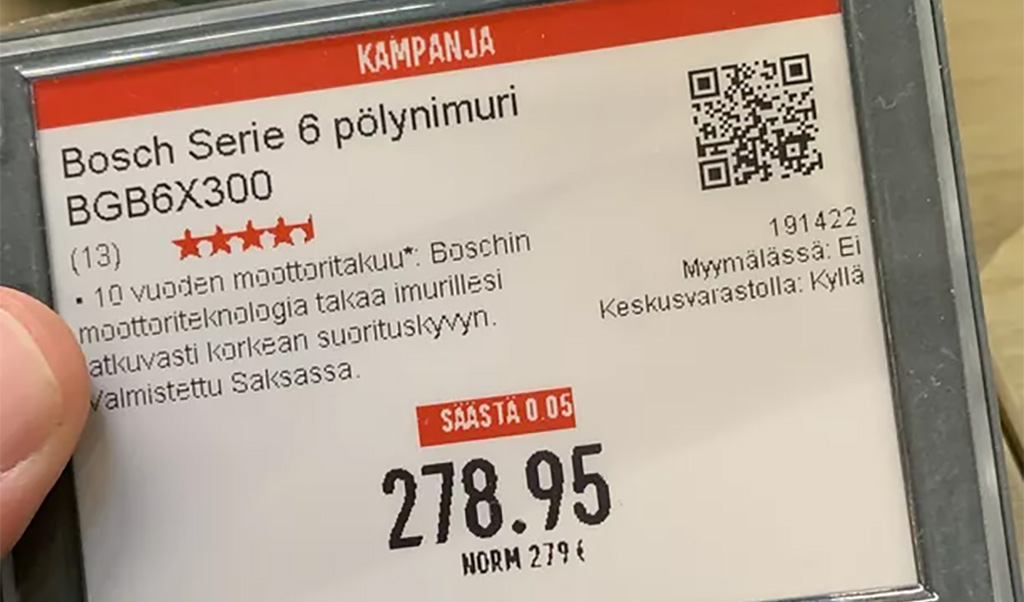 KAMPANJA
Bosch Serie 6 pölynimuri
BGB6X300
(13)
• 10 vuoden moottoritakuu*: Boschin
moottoriteknologia takaa imurillesi
atkuvasti korkean suorituskyvyn.
Valmistettu Saksassa.
191422
Myymälässä: Ei
Keskusvarastolla: Kyllä
SÄÄSTÄ 0.05
278.95
NORM 279 €